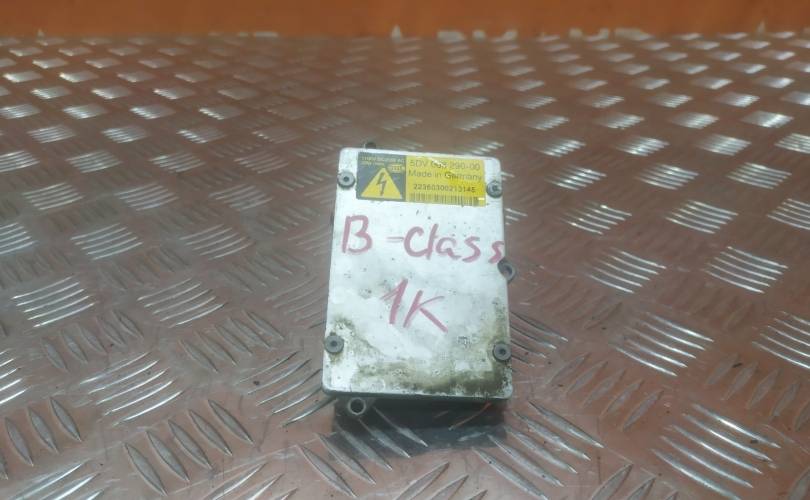 5DV 008 290-00
Made in Germany
22360300213145
B-Class
1K